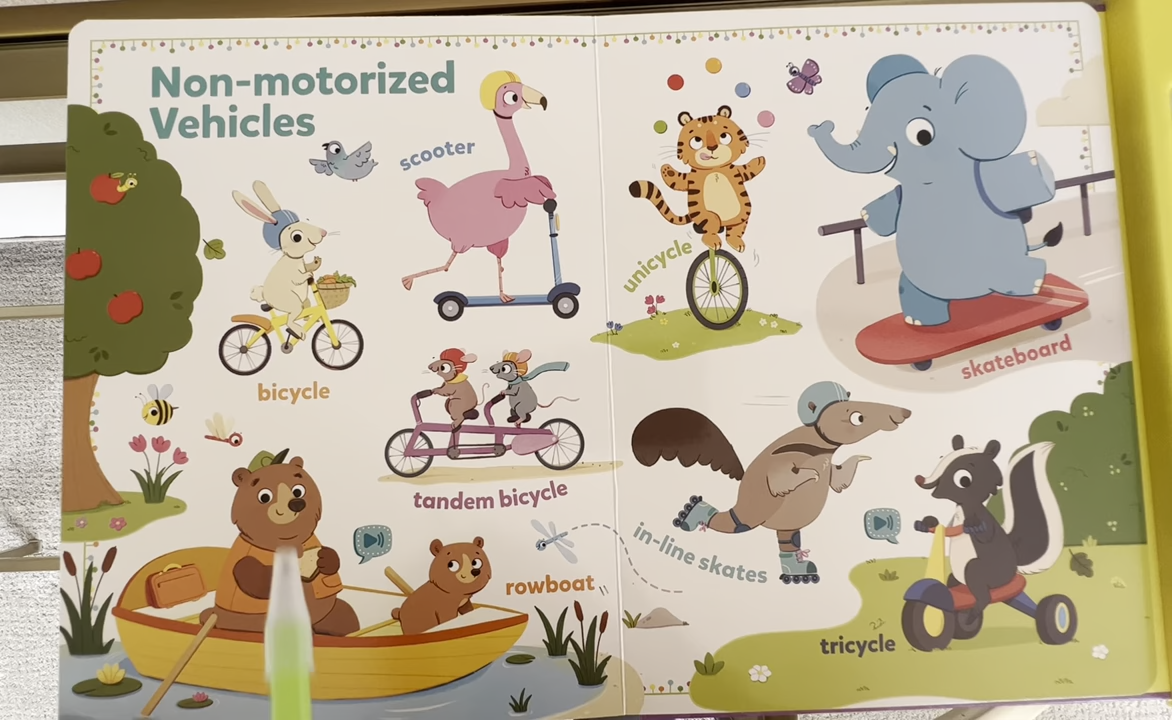 Non-motorized
Vehicles
scooter
bicycle
tandem bicycle
rowboat
unicycle
skateboard
in-line skates
tricycle